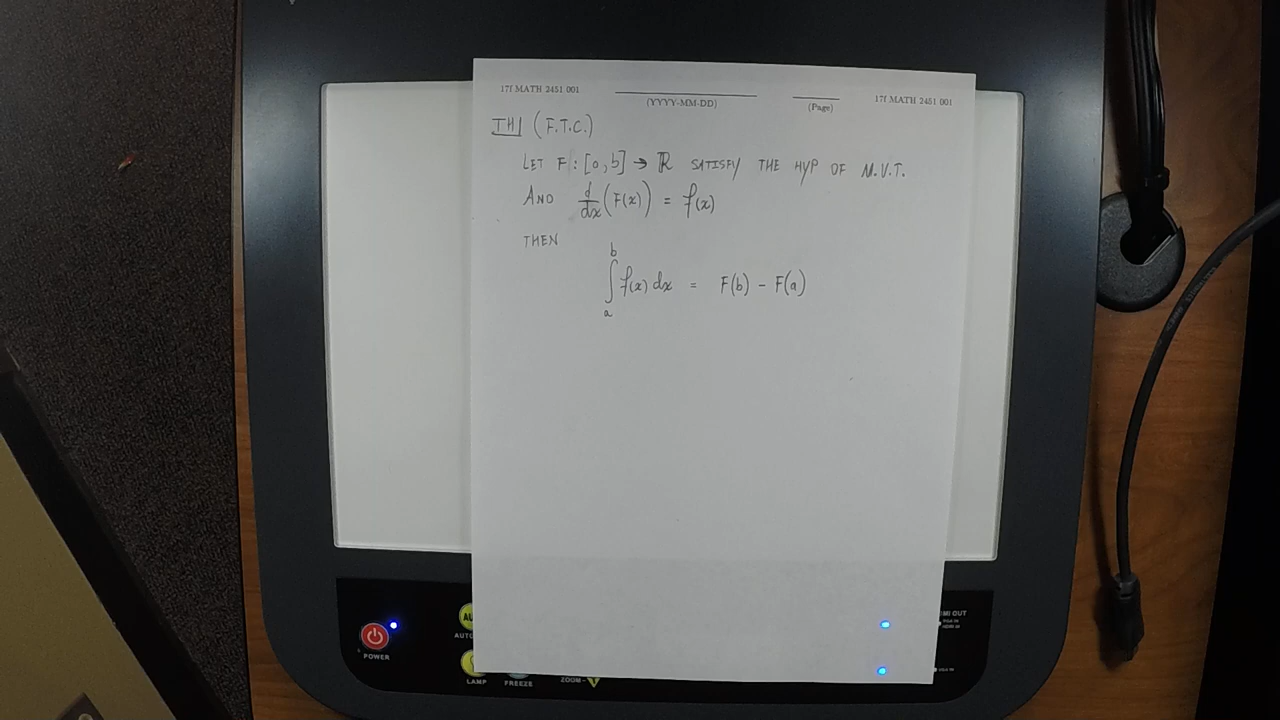 17f MATH 2451 001 (YYYY-MM-DD) (Page) 17f MATH 2451 001
TH (F.T.C.)
LET F : [a,b] → ℝ SATISFY THE HYP OF M.V.T.
AND d/dx (F(x)) = f(x)
THEN
∫_a^b f(x) dx = F(b) - F(a)
POWER
LAMP
FREEZE
ZOOM-